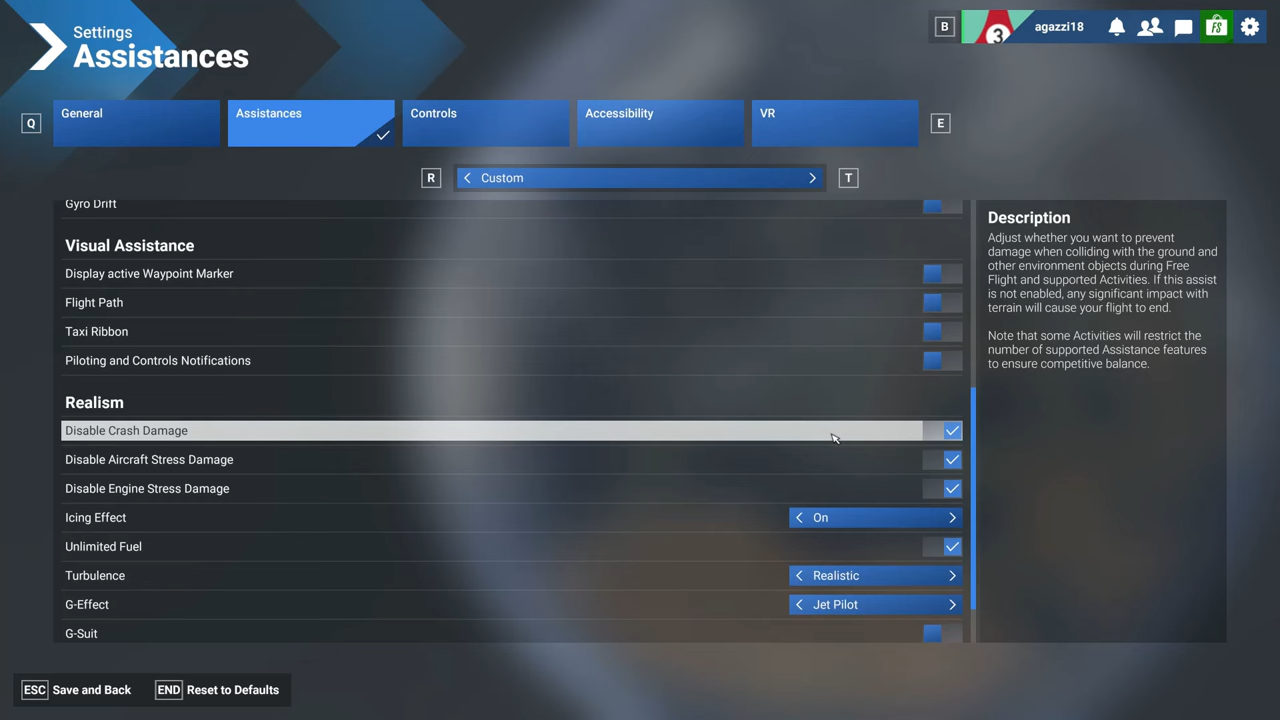 Settings
Assistances
B
3
agazzi18
FS
Q
General
Assistances
Controls
Accessibility
VR
E
R
Custom
T
Gyro Drift
Visual Assistance
Display active Waypoint Marker
Flight Path
Taxi Ribbon
Piloting and Controls Notifications
Realism
Disable Crash Damage
Disable Aircraft Stress Damage
Disable Engine Stress Damage
Icing Effect
On
Unlimited Fuel
Turbulence
Realistic
G-Effect
Jet Pilot
G-Suit
Description
Adjust whether you want to prevent
damage when colliding with the ground and
other environment objects during Free
Flight and supported Activities. If this assist
is not enabled, any significant impact with
terrain will cause your flight to end.
Note that some Activities will restrict the
number of supported Assistance features
to ensure competitive balance.
ESC Save and Back
END Reset to Defaults